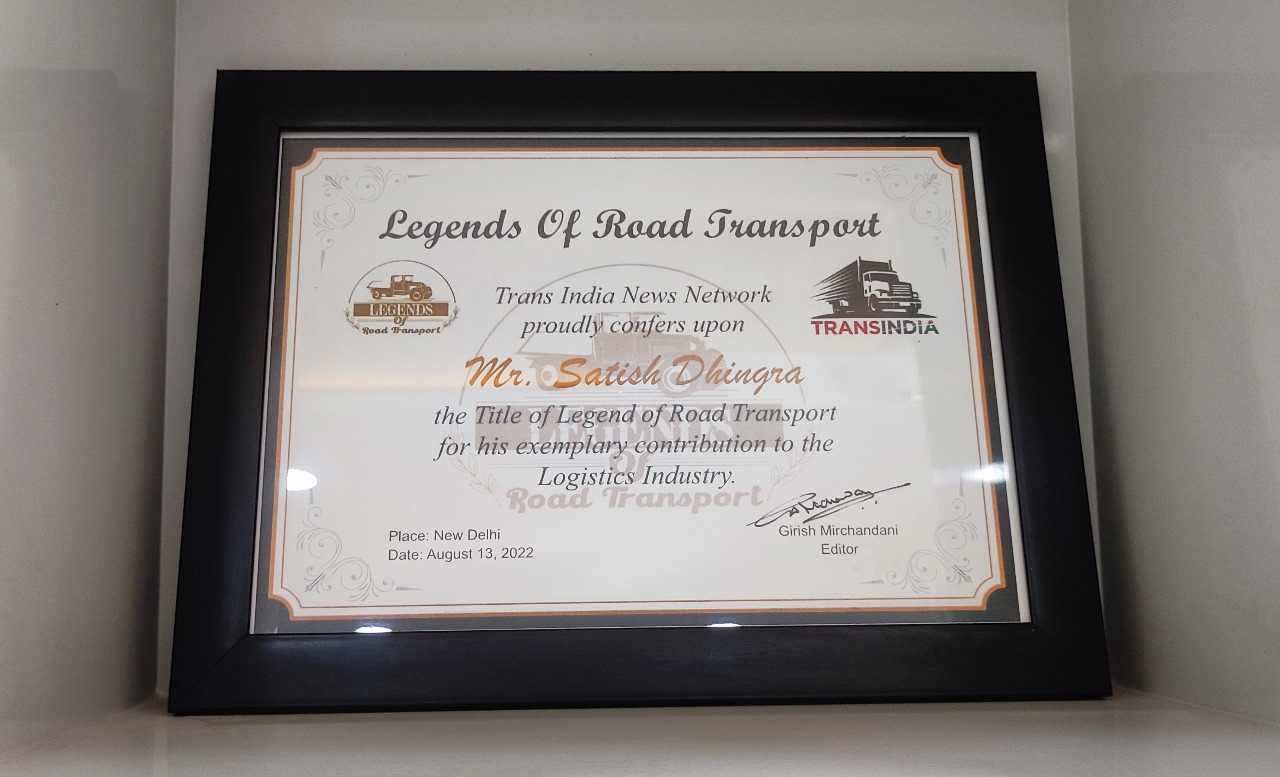 Legends Of Road Transport
LEGENDS
Of
Road Transport
Trans India News Network
proudly confers upon
TRANSINDIA
Mr. Satish Dhingra
the Title of Legend of Road Transport
for his exemplary contribution to the
Logistics Industry.
LEGENDS
Of
Road Transport
Place: New Delhi
Date: August 13, 2022
Girish Mirchandani
Editor